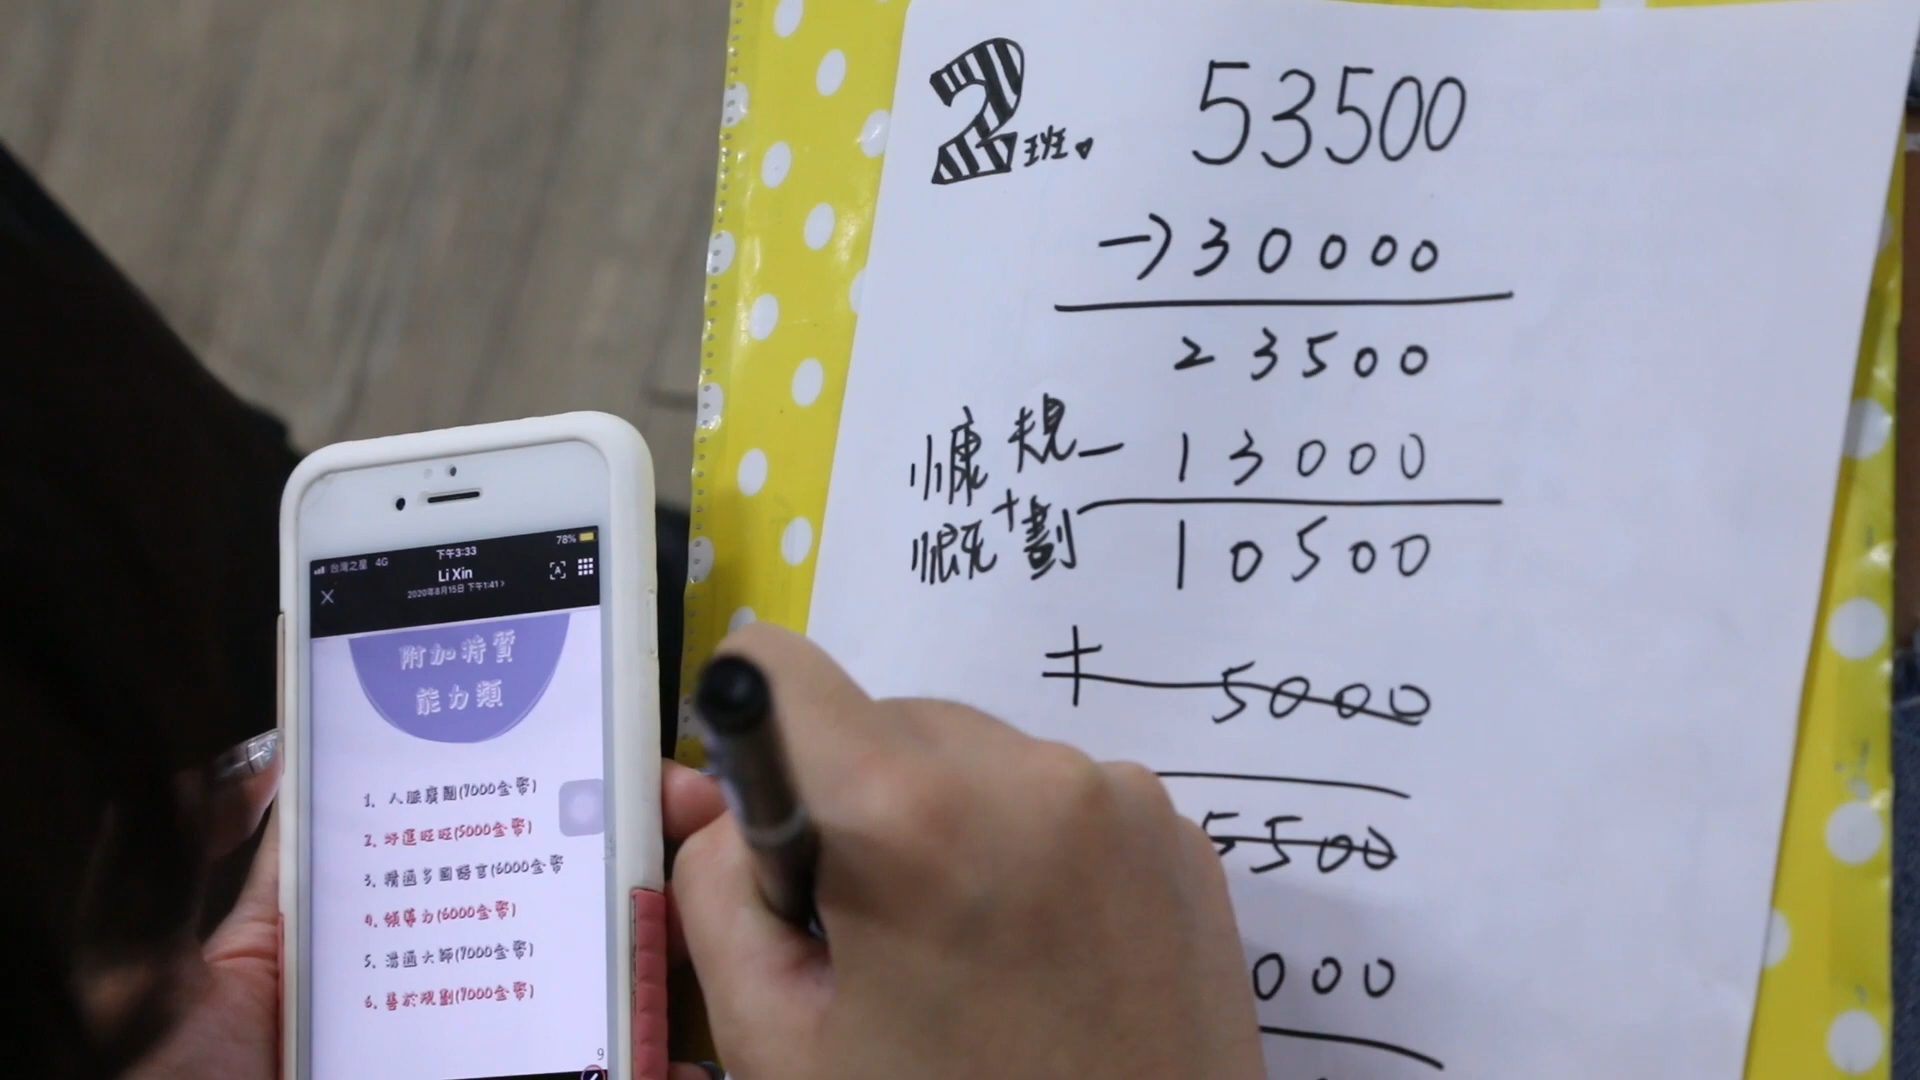 2班
53500
-) 30000
23500
慷慨 + 規劃 - 13000
10500
+ 5000
5500
000
台灣之星 4G
下午3:33
78%
Li Xin
2020年8月15日 下午1:41
附加特質
能力類
1. 人脈廣闊(7000金幣)
2. 好運旺旺(5000金幣)
3. 精通多國語言(6000金幣
4. 領導力(6000金幣)
5. 溝通大師(7000金幣)
6. 善於規劃(7000金幣)
9